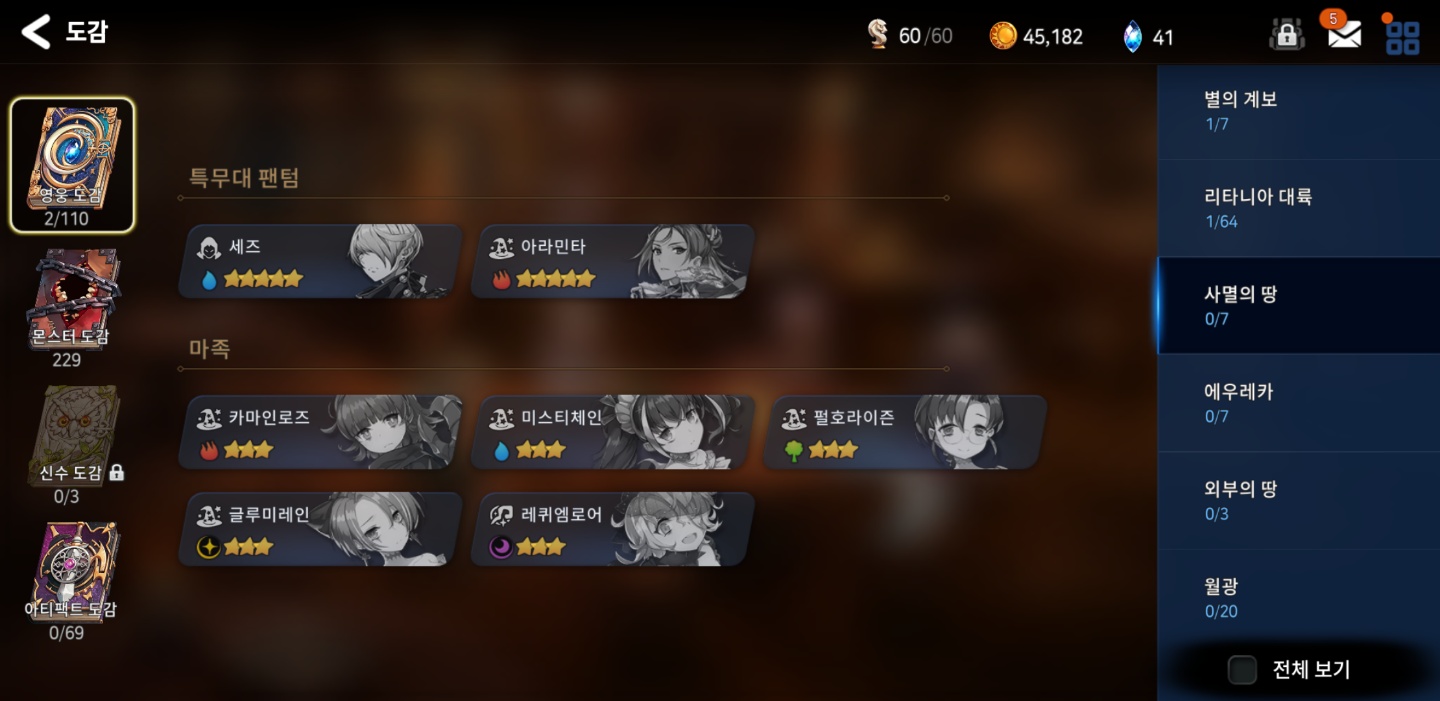 도감
60/60
45,182
41
5
영웅 도감
2/110
몬스터 도감
229
신수 도감
0/3
아티팩트 도감
0/69
특무대 팬텀
세즈
아라민타
마족
카마인로즈
미스티체인
펄호라이즌
글루미레인
레퀴엠로어
별의 계보
1/7
리타니아 대륙
1/64
사멸의 땅
0/7
에우레카
0/7
외부의 땅
0/3
월광
0/20
전체 보기